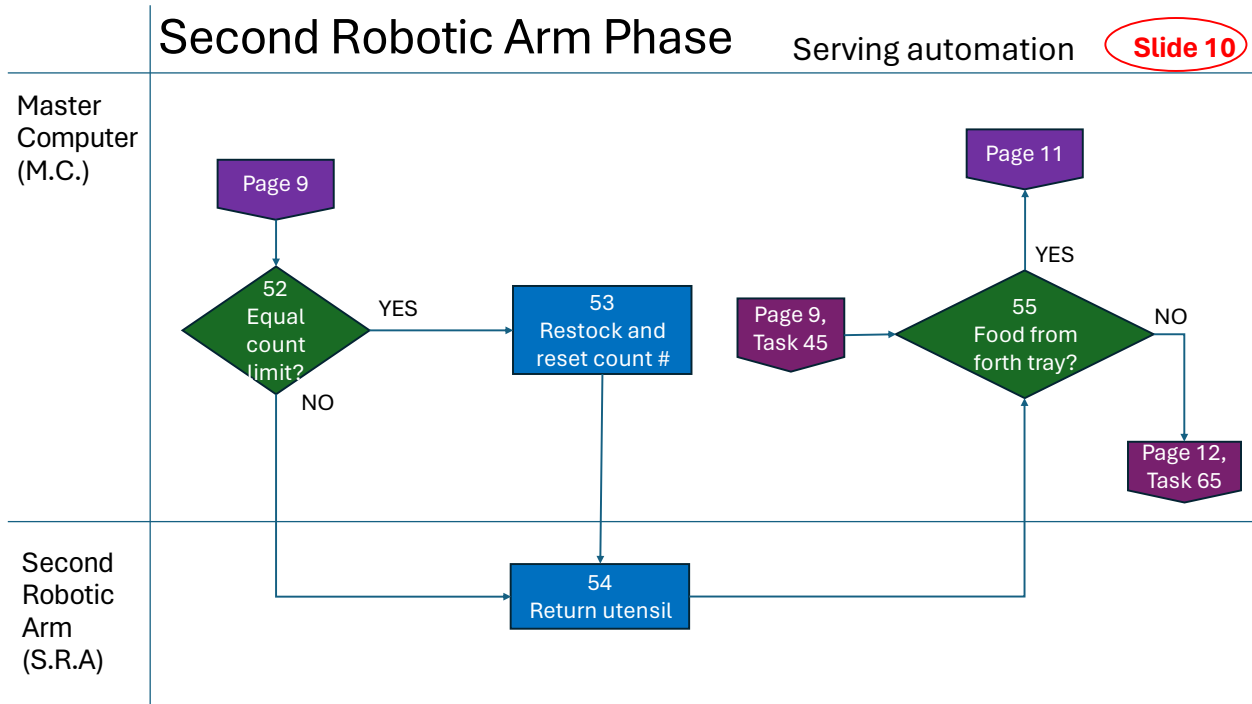 Second Robotic Arm Phase
Serving automation
Slide 10
Master
Computer
(M.C.)
Page 9
52
Equal
count
limit?
YES
NO
53
Restock and
reset count #
Page 9,
Task 45
Page 11
YES
55
Food from
forth tray?
NO
Page 12,
Task 65
Second
Robotic
Arm
(S.R.A)
54
Return utensil